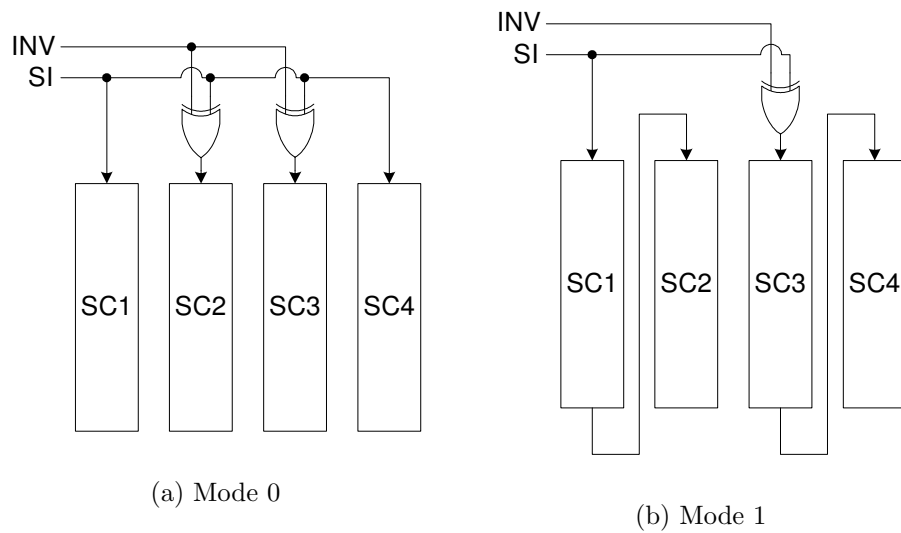 INV
SI
SC1 SC2 SC3 SC4
(a) Mode 0
INV
SI
SC1 SC2 SC3 SC4
(b) Mode 1